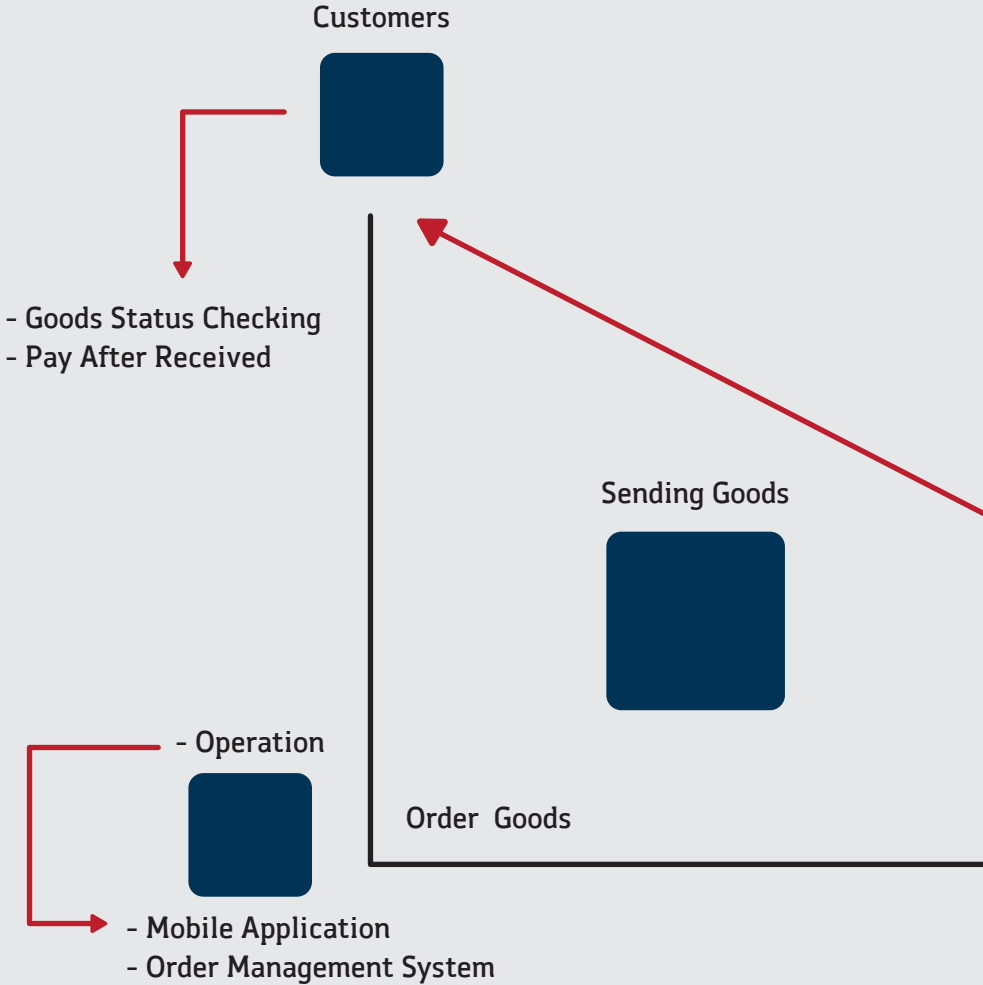 Customers
- Goods Status Checking
- Pay After Received
Sending Goods
- Operation
Order Goods
- Mobile Application
- Order Management System